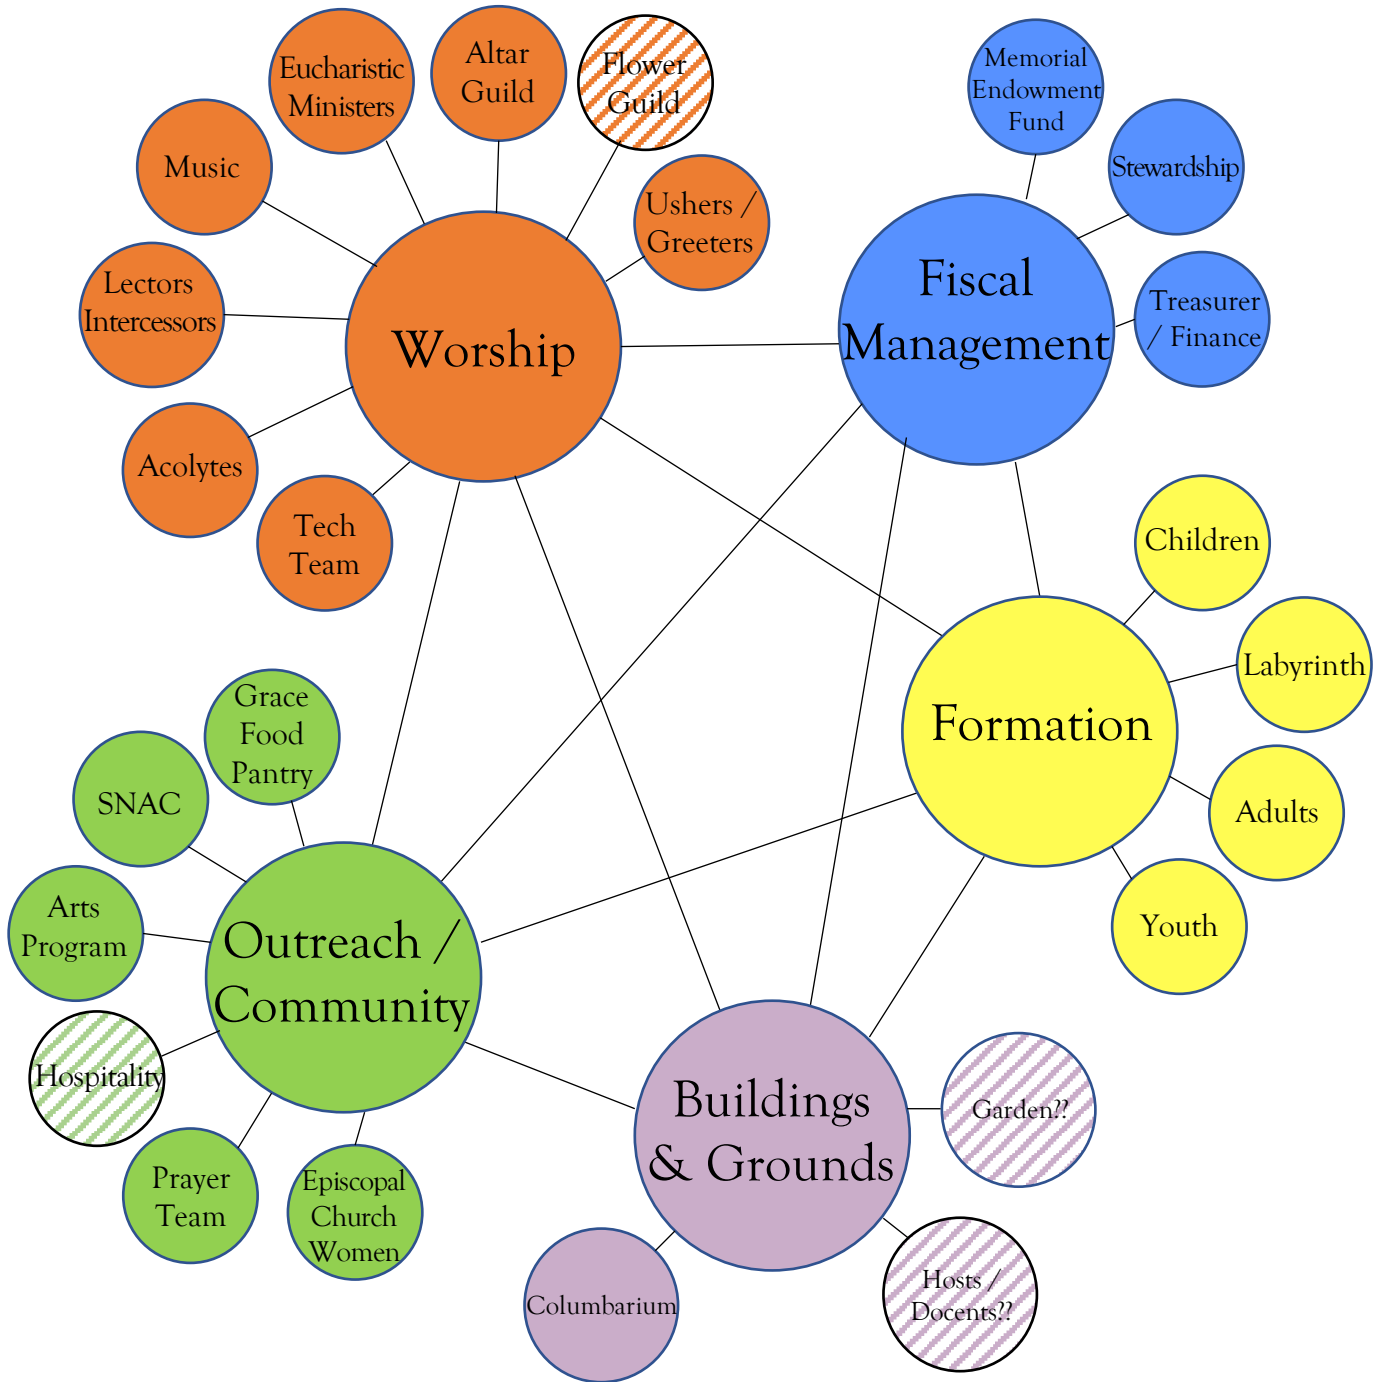 Eucharistic
Ministers
Altar
Guild
Flower
Guild
Memorial
Endowment
Fund
Music
Stewardship
Ushers /
Greeters
Lectors
Intercessors
Worship
Fiscal
Management
Treasurer
/ Finance
Acolytes
Tech
Team
Children
Labyrinth
Formation
Adults
Youth
Grace
Food
Pantry
SNAC
Arts
Program
Outreach /
Community
Hospitality
Prayer
Team
Episcopal
Church
Women
Buildings
& Grounds
Garden??
Hosts /
Docents??
Columbarium